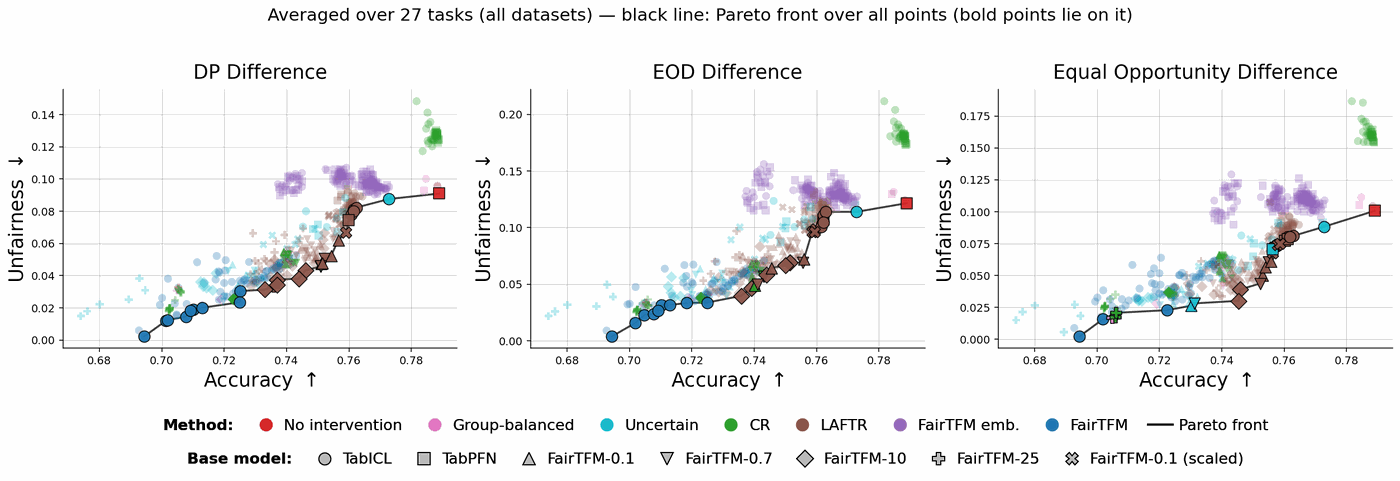 Averaged over 27 tasks (all datasets) — black line: Pareto front over all points (bold points lie on it)
DP Difference
EOD Difference
Equal Opportunity Difference
Unfairness ↓
0.14
0.12
0.10
0.08
0.06
0.04
0.02
0.00
0.68 0.70 0.72 0.74 0.76 0.78
Accuracy ↑
Unfairness ↓
0.20
0.15
0.10
0.05
0.00
0.68 0.70 0.72 0.74 0.76 0.78
Accuracy ↑
Unfairness ↓
0.175
0.150
0.125
0.100
0.075
0.050
0.025
0.000
0.68 0.70 0.72 0.74 0.76 0.78
Accuracy ↑
Method: No intervention Group-balanced Uncertain CR LAFTR FairTFM emb. FairTFM Pareto front
Base model: TabICL TabPFN FairTFM-0.1 FairTFM-0.7 FairTFM-10 FairTFM-25 FairTFM-0.1 (scaled)